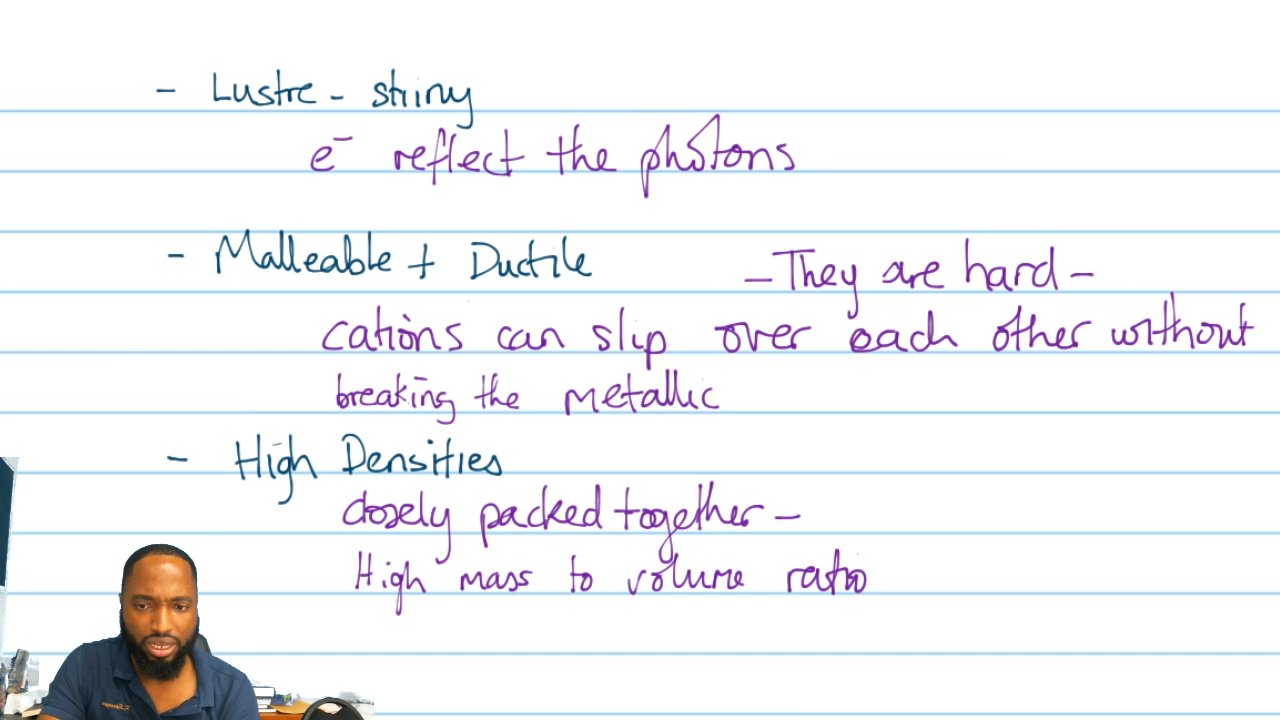 - Lustre - shiny
e⁻ reflect the photons
- Malleable + Ductile
- They are hard -
cations can slip over each other without
breaking the metallic
- High Densities
closely packed together -
High mass to volume ratio